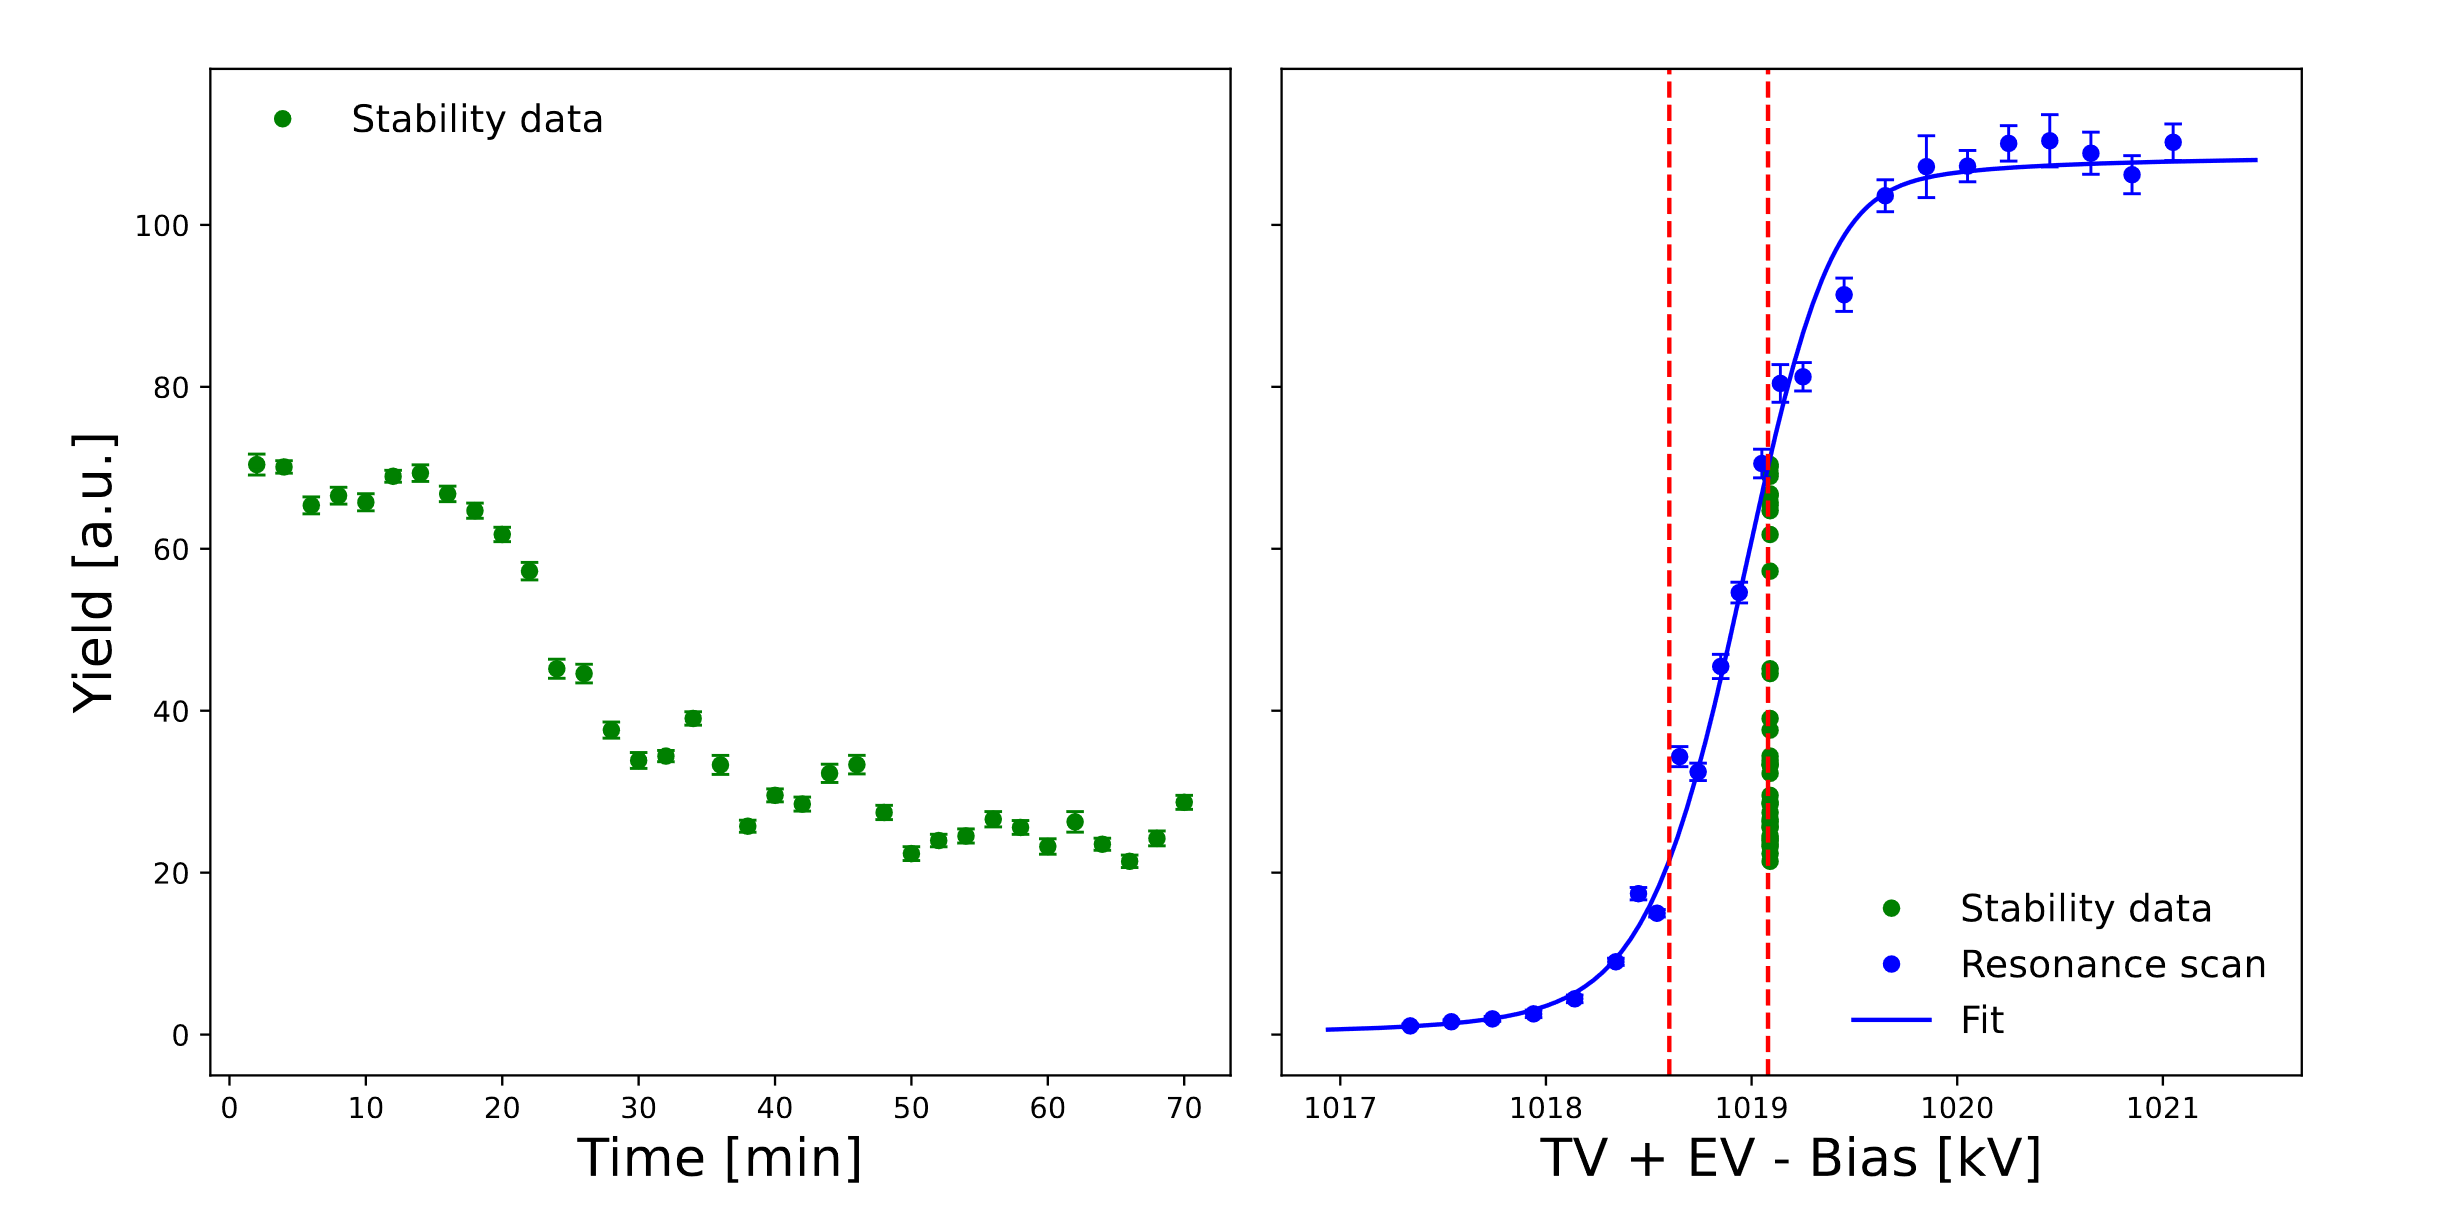 Stability data
100
80
60
40
20
0
Yield [a.u.]
0 10 20 30 40 50 60 70
Time [min]
Stability data
Resonance scan
Fit
1017 1018 1019 1020 1021
TV + EV - Bias [kV]